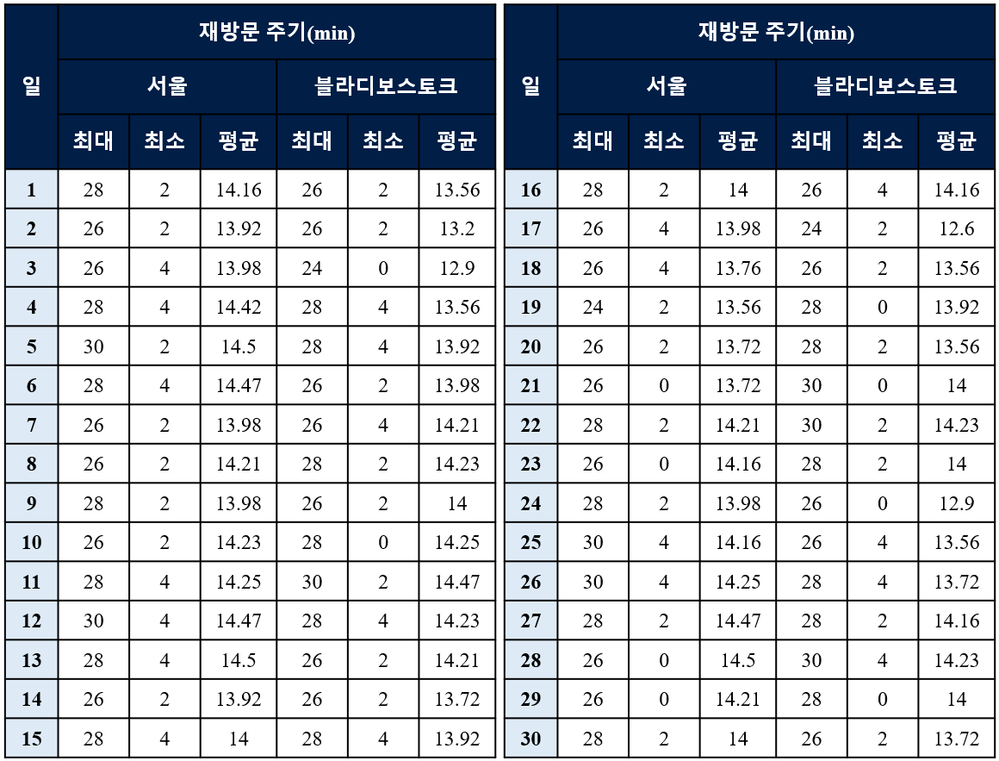 재방문 주기(min)
일 서울 블라디보스토크
최대 최소 평균 최대 최소 평균
1 28 2 14.16 26 2 13.56
2 26 2 13.92 26 2 13.2
3 26 4 13.98 24 0 12.9
4 28 4 14.42 28 4 13.56
5 30 2 14.5 28 4 13.92
6 28 4 14.47 26 2 13.98
7 26 2 13.98 26 4 14.21
8 26 2 14.21 28 2 14.23
9 28 2 13.98 26 2 14
10 26 2 14.23 28 0 14.25
11 28 4 14.25 30 2 14.47
12 30 4 14.47 28 4 14.23
13 28 4 14.5 26 2 14.21
14 26 2 13.92 26 2 13.72
15 28 4 14 28 4 13.92
재방문 주기(min)
일 서울 블라디보스토크
최대 최소 평균 최대 최소 평균
16 28 2 14 26 4 14.16
17 26 4 13.98 24 2 12.6
18 26 4 13.76 26 2 13.56
19 24 2 13.56 28 0 13.92
20 26 2 13.72 28 2 13.56
21 26 0 13.72 30 0 14
22 28 2 14.21 30 2 14.23
23 26 0 14.16 28 2 14
24 28 2 13.98 26 0 12.9
25 30 4 14.16 26 4 13.56
26 30 4 14.25 28 4 13.72
27 28 2 14.47 28 2 14.16
28 26 0 14.5 30 4 14.23
29 26 0 14.21 28 0 14
30 28 2 14 26 2 13.72